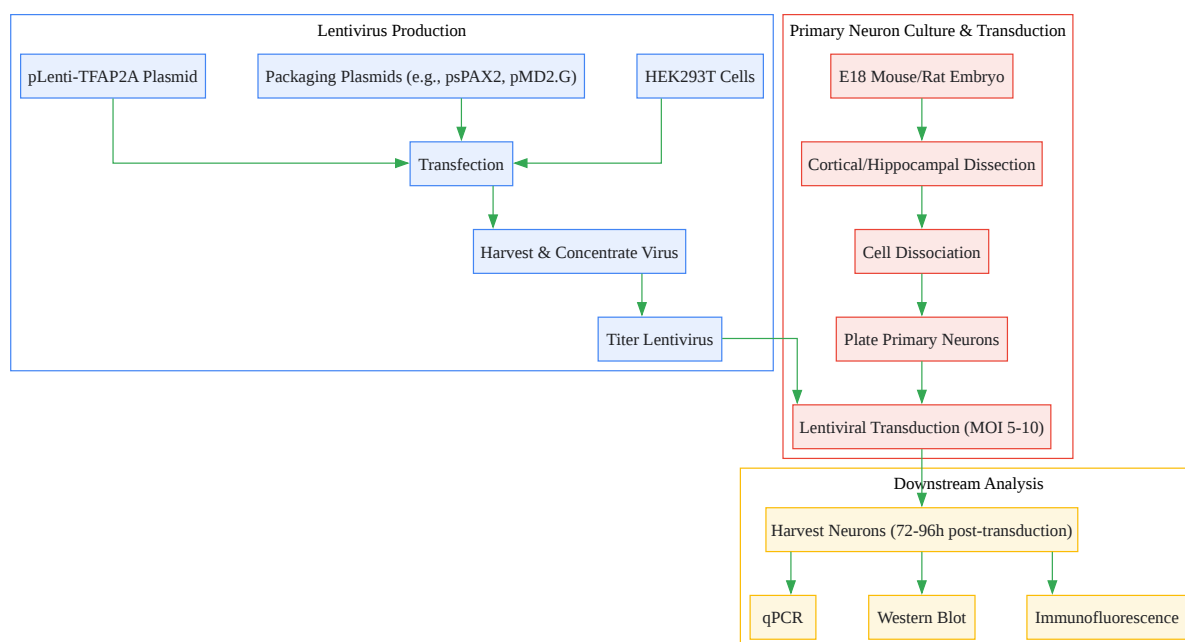 Lentivirus Production
pLenti-TFAP2A Plasmid
Packaging Plasmids (e.g., psPAX2, pMD2.G)
HEK293T Cells
Transfection
Harvest & Concentrate Virus
Titer Lentivirus
Primary Neuron Culture & Transduction
E18 Mouse/Rat Embryo
Cortical/Hippocampal Dissection
Cell Dissociation
Plate Primary Neurons
Lentiviral Transduction (MOI 5-10)
Downstream Analysis
Harvest Neurons (72-96h post-transduction)
qPCR
Western Blot
Immunofluorescence